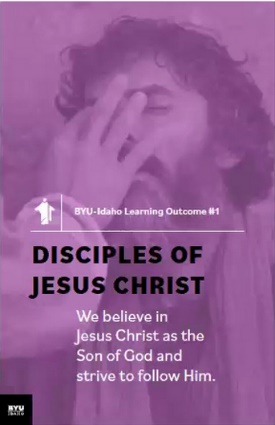 BYU-Idaho Learning Outcome #1
DISCIPLES OF
JESUS CHRIST
We believe in
Jesus Christ as the
Son of God and
strive to follow Him.
BYU
IDAHO